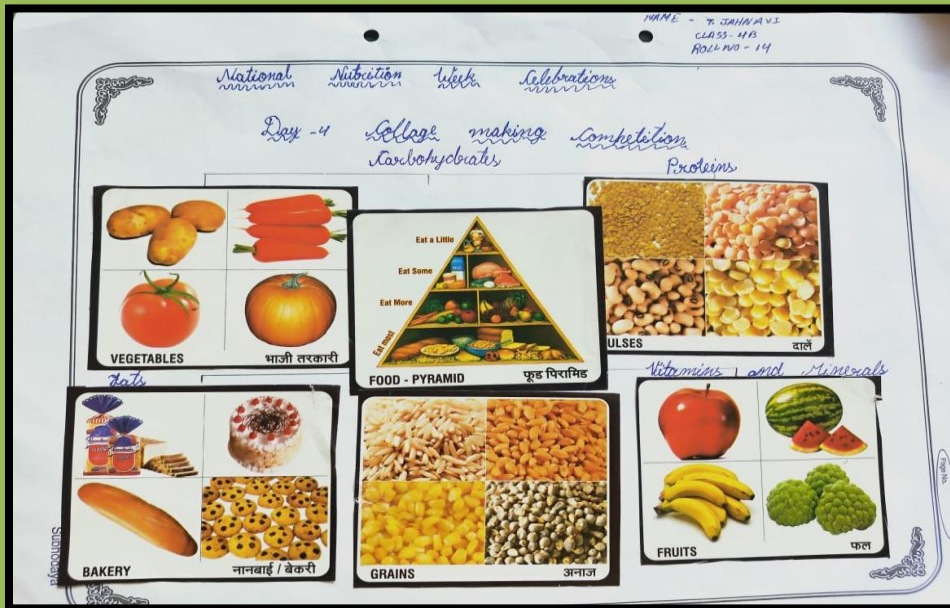 NAME - T. JAHNAVI
CLASS - 4B
ROLL NO - 14
National Nutrition Week Celebrations
Day - 4 Collage making Competition
Carbohydrates
Proteins
Eat a Little
Eat Some
Eat More
Eat most
VEGETABLES भाजी तरकारी
FOOD - PYRAMID फूड पिरामिड
ULSES दालें
Fats
Vitamins and Minerals
BAKERY नानबाई / बेकरी
GRAINS अनाज
FRUITS फल
Page No.